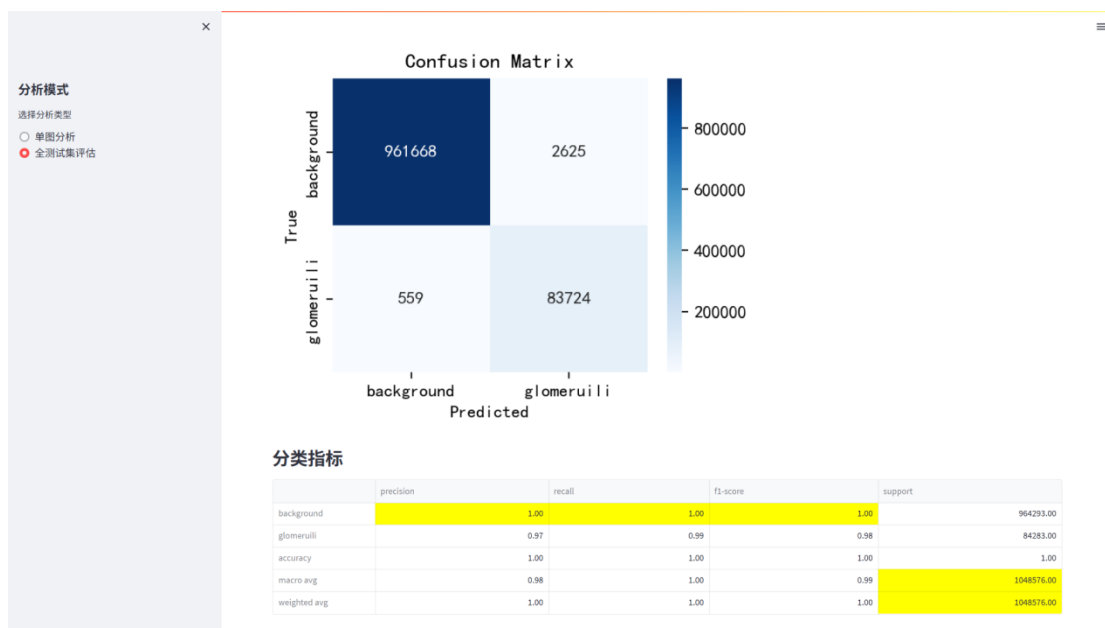 ×
≡
分析模式
选择分析类型
单图分析
全测试集评估
Confusion Matrix
True
background
glomeruili
961668 2625
559 83724
background glomeruili
Predicted
800000
600000
400000
200000
分类指标
precision recall f1-score support
background 1.00 1.00 1.00 964293.00
glomeruili 0.97 0.99 0.98 84283.00
accuracy 1.00 1.00 1.00 1.00
macro avg 0.98 1.00 0.99 1048576.00
weighted avg 1.00 1.00 1.00 1048576.00